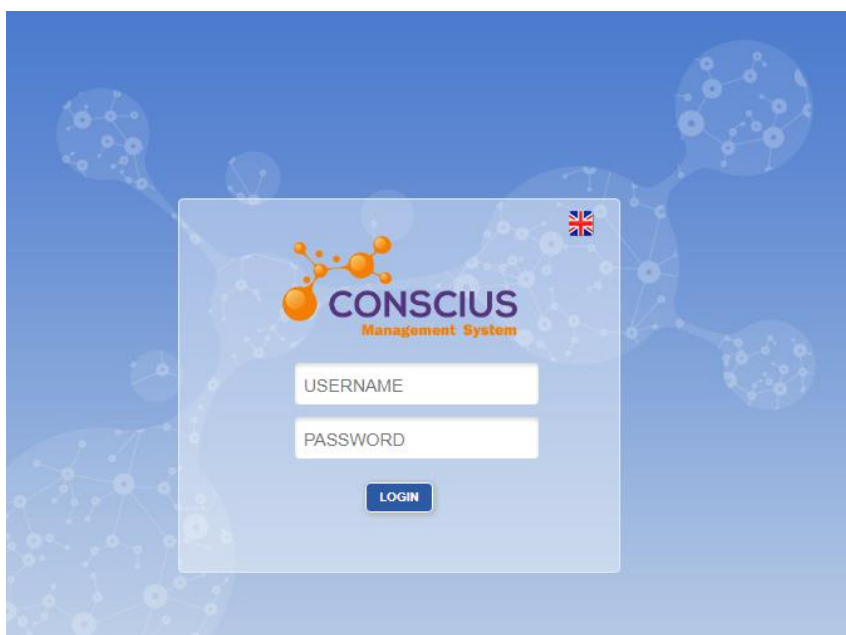 CONSCIUS
Management System
USERNAME
PASSWORD
LOGIN